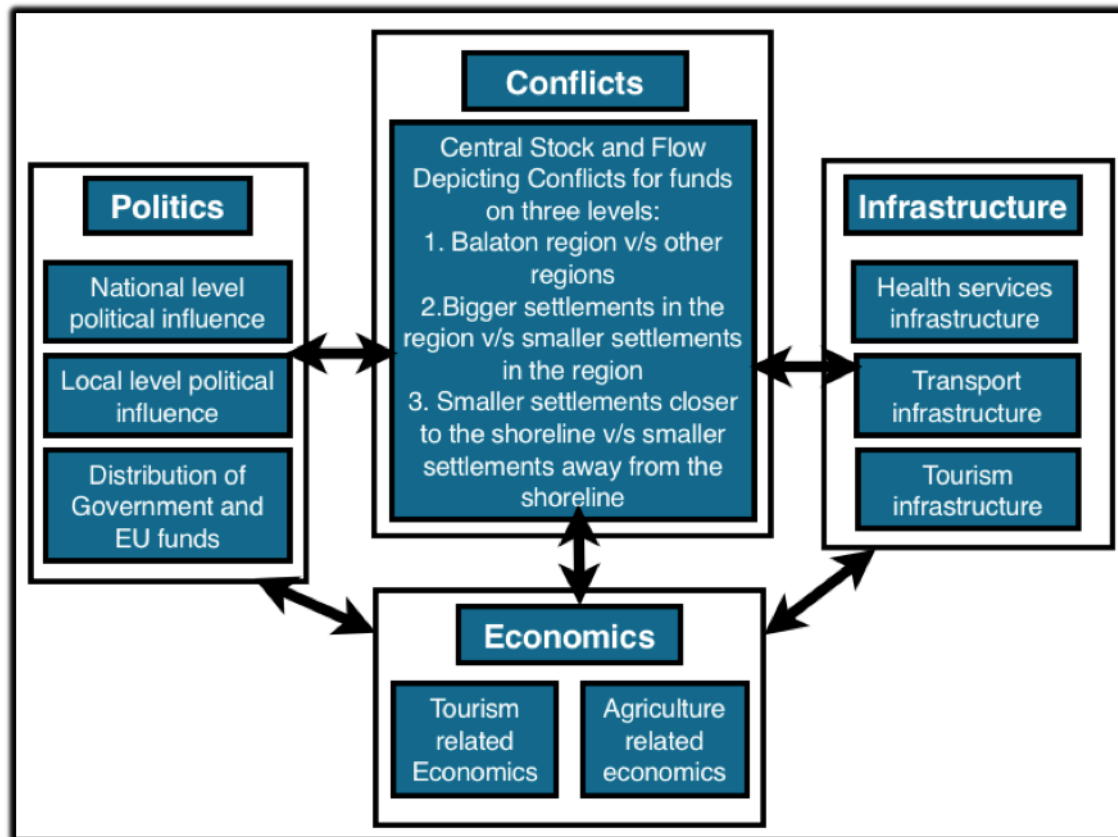 Conflicts
Central Stock and Flow
Depicting Conflicts for funds
on three levels:
1. Balaton region v/s other
regions
2.Bigger settlements in the
region v/s smaller settlements
in the region
3. Smaller settlements closer
to the shoreline v/s smaller
settlements away from the
shoreline
Politics
National level
political influence
Local level political
influence
Distribution of
Government and
EU funds
Infrastructure
Health services
infrastructure
Transport
infrastructure
Tourism
infrastructure
Economics
Tourism
related
Economics
Agriculture
related
economics